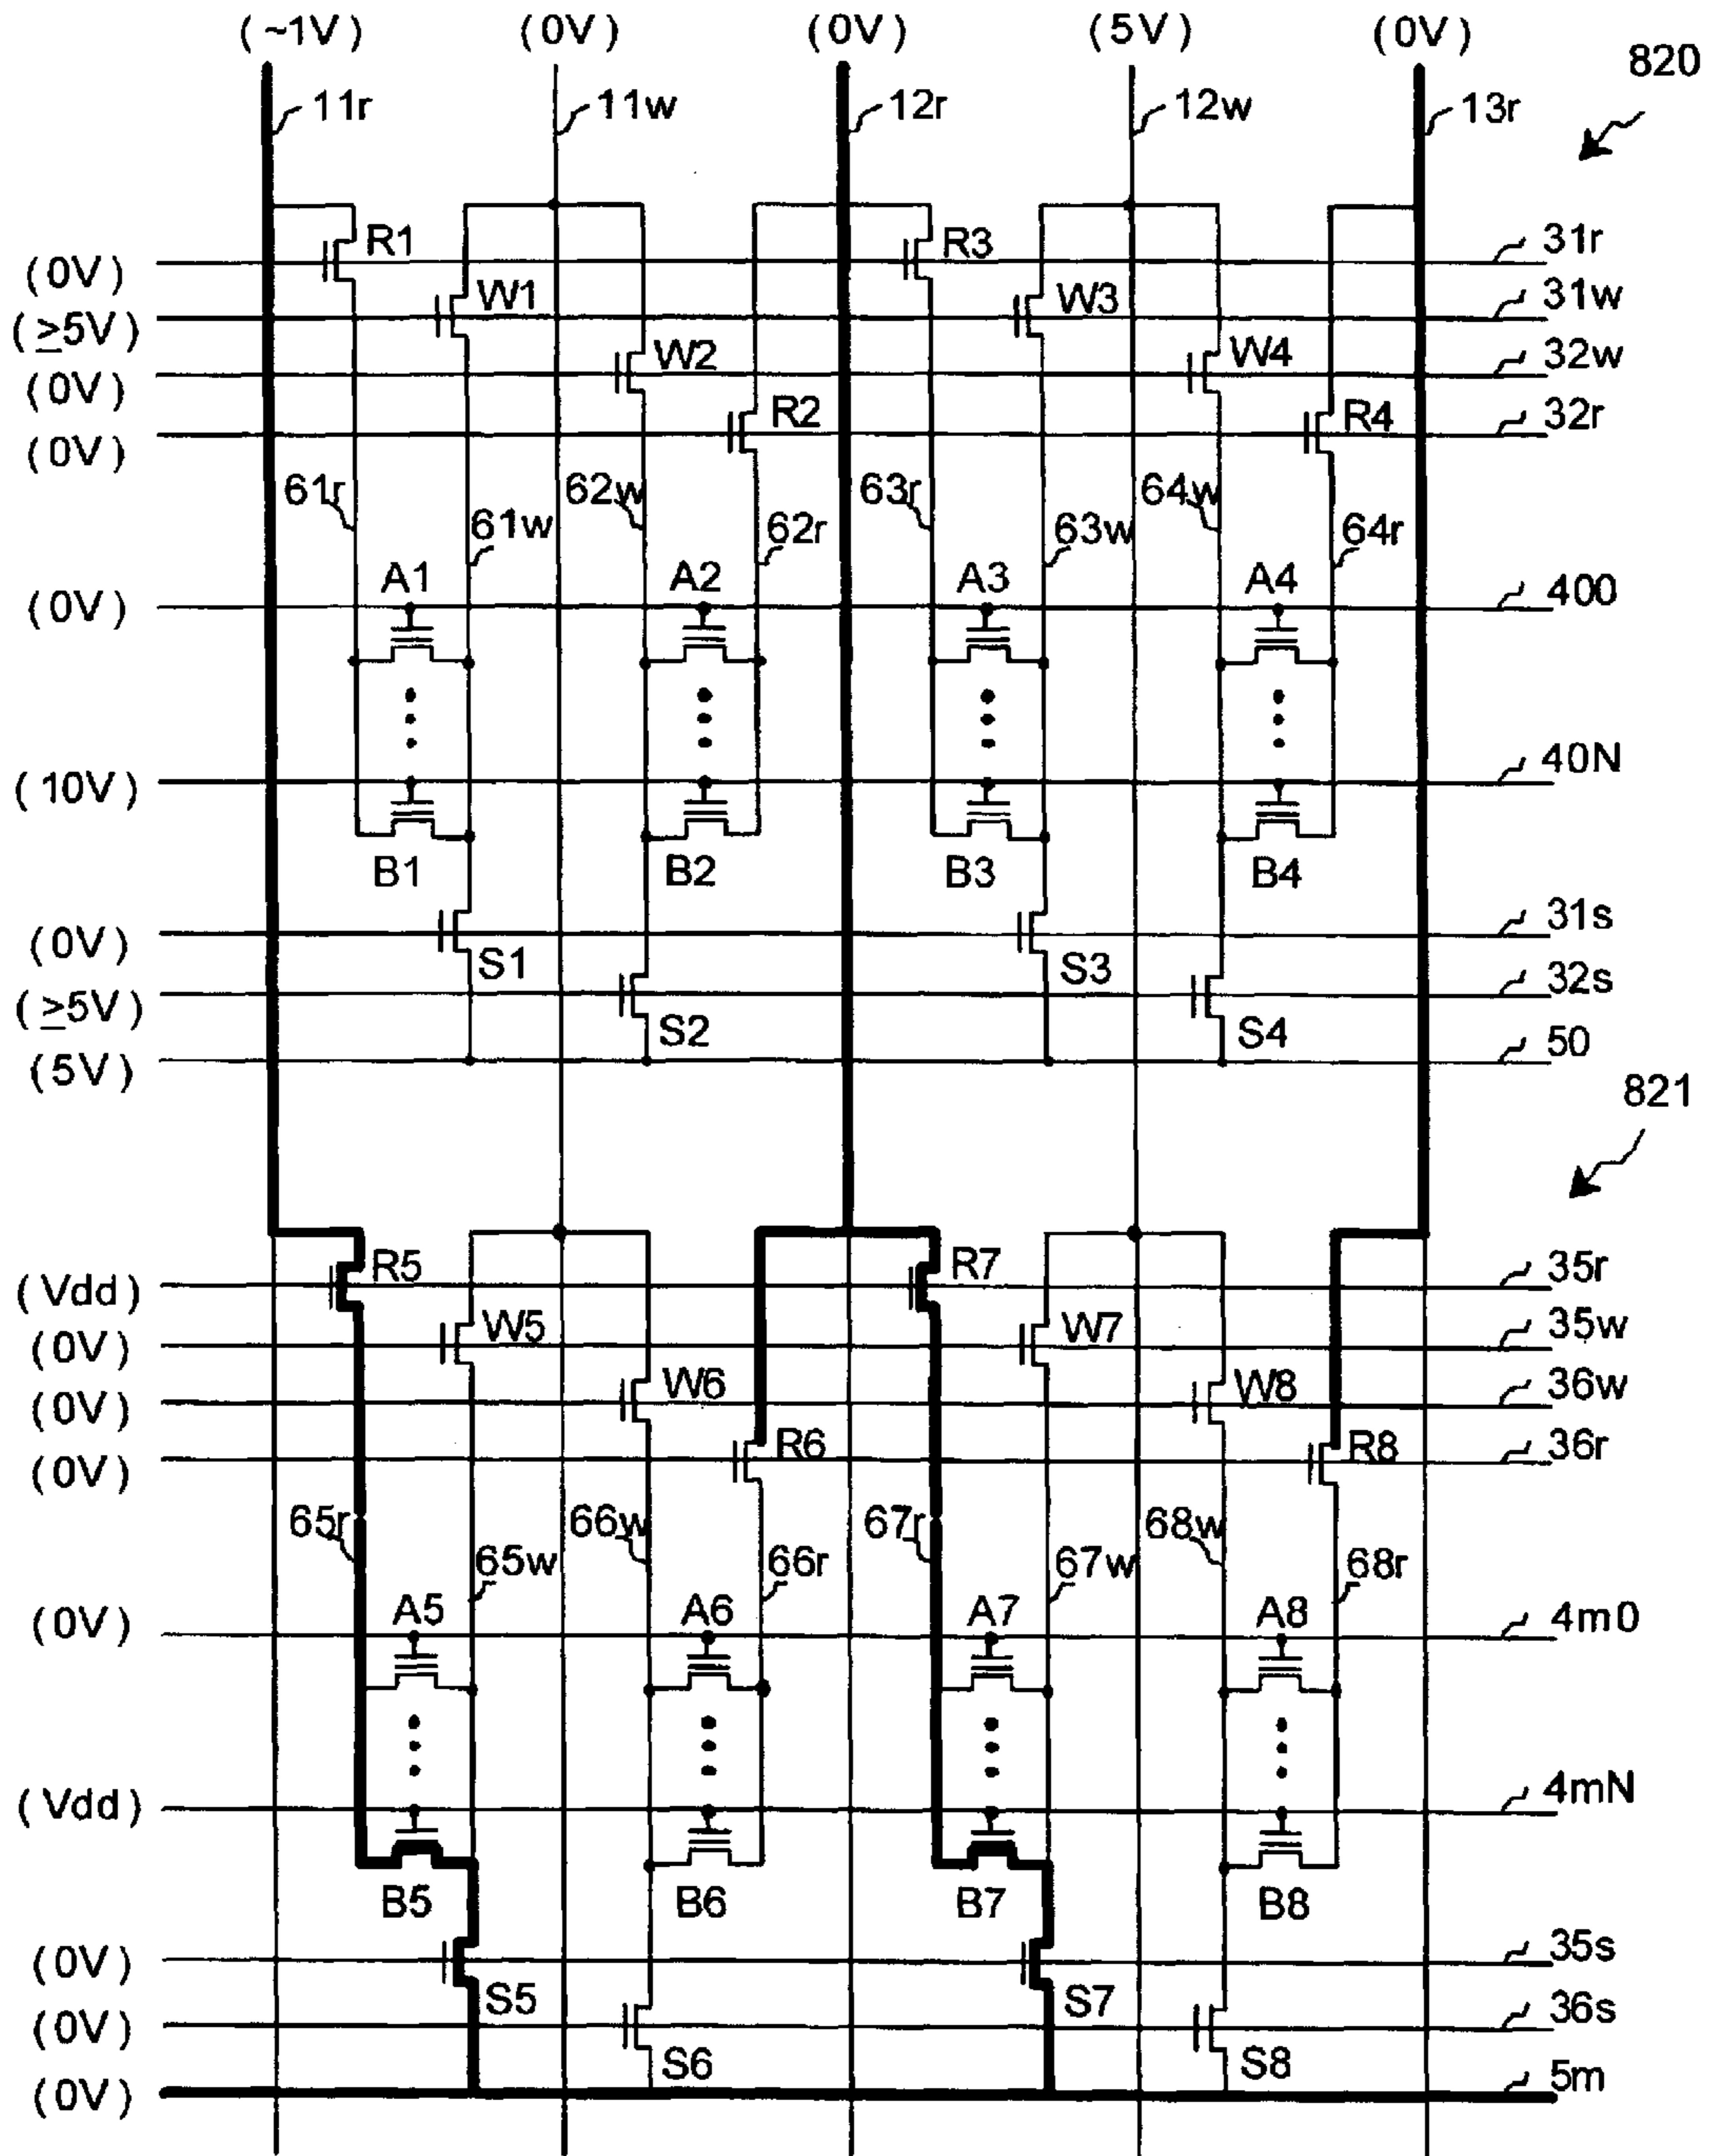 (~1V) (0V) (0V) (5V) (0V)
820
11r 11w 12r 12w 13r
R1 R3 31r
(0V)
W1 W3 31w
(≥5V)
W2 W4 32w
(0V)
R2 R4 32r
(0V)
61r 62w 63r 64w
61w 62r 63w 64r
A1 A2 A3 A4 400
(0V)
40N
(10V)
B1 B2 B3 B4
31s
(0V)
S1 S3
32s
(≥5V)
S2 S4
50
(5V)
821
R5 R7 35r
(Vdd)
W5 W7 35w
(0V)
W6 W8 36w
(0V)
R6 R8 36r
(0V)
65r 66w 67r 68w
65w 66r 67w 68r
A5 A6 A7 A8 4m0
(0V)
4mN
(Vdd)
B5 B6 B7 B8
35s
(0V)
S5 S7
36s
(0V)
S6 S8
5m
(0V)